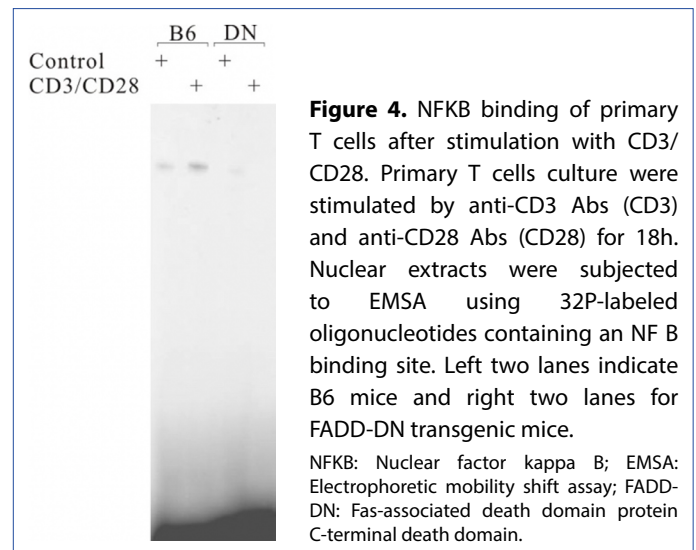 B6 DN
Control + +
CD3/CD28 + +
Figure 4. NFKB binding of primary
T cells after stimulation with CD3/
CD28. Primary T cells culture were
stimulated by anti-CD3 Abs (CD3)
and anti-CD28 Abs (CD28) for 18h.
Nuclear extracts were subjected
to EMSA using 32P-labeled
oligonucleotides containing an NF B
binding site. Left two lanes indicate
B6 mice and right two lanes for
FADD-DN transgenic mice.
NFKB: Nuclear factor kappa B; EMSA:
Electrophoretic mobility shift assay; FADD-
DN: Fas-associated death domain protein
C-terminal death domain.